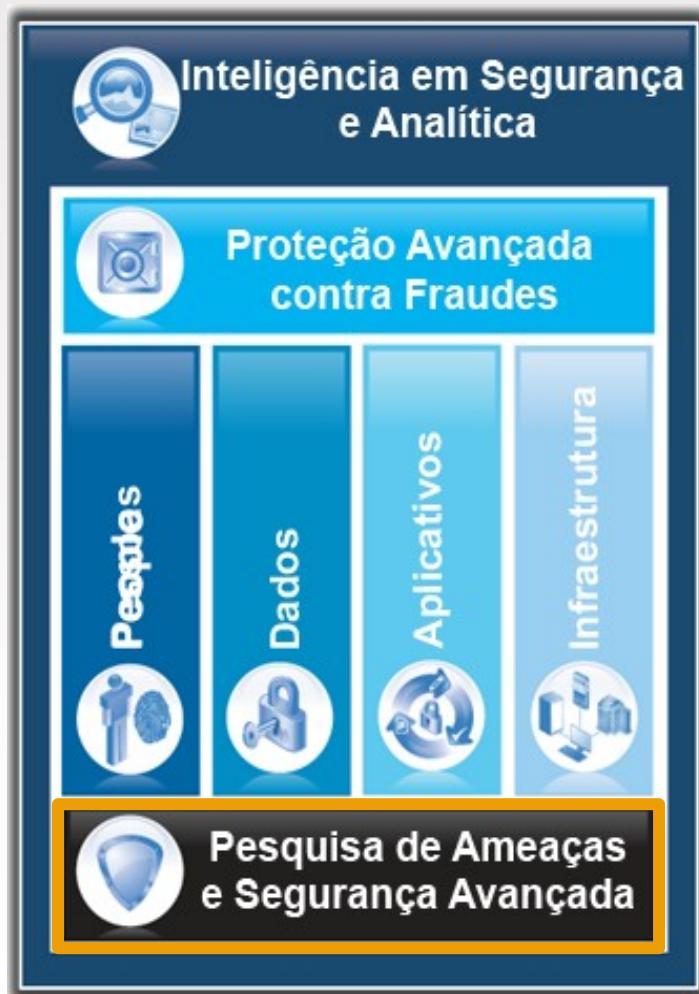 Inteligência em Segurança
e Analítica
Proteção Avançada
contra Fraudes
Dados
Aplicativos
Infraestrutura
Pesquisa de Ameaças
e Segurança Avançada